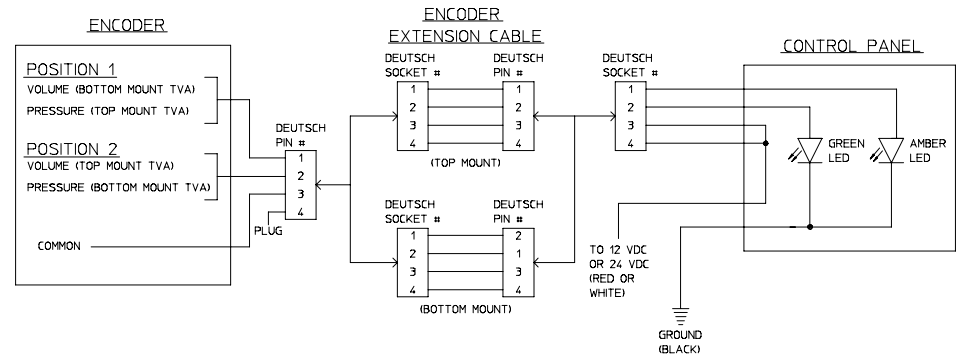 ENCODER
POSITION 1
VOLUME (BOTTOM MOUNT TVA)
PRESSURE (TOP MOUNT TVA)
POSITION 2
VOLUME (TOP MOUNT TVA)
PRESSURE (BOTTOM MOUNT TVA)
COMMON
PLUG
DEUTSCH
PIN #
1
2
3
4
ENCODER
EXTENSION CABLE
DEUTSCH
SOCKET #
1
2
3
4
DEUTSCH
PIN #
1
2
3
4
(TOP MOUNT)
DEUTSCH
SOCKET #
1
2
3
4
DEUTSCH
PIN #
2
1
3
4
(BOTTOM MOUNT)
DEUTSCH
SOCKET #
1
2
3
4
TO 12 VDC
OR 24 VDC
(RED OR
WHITE)
CONTROL PANEL
GREEN
LED
AMBER
LED
GROUND
(BLACK)